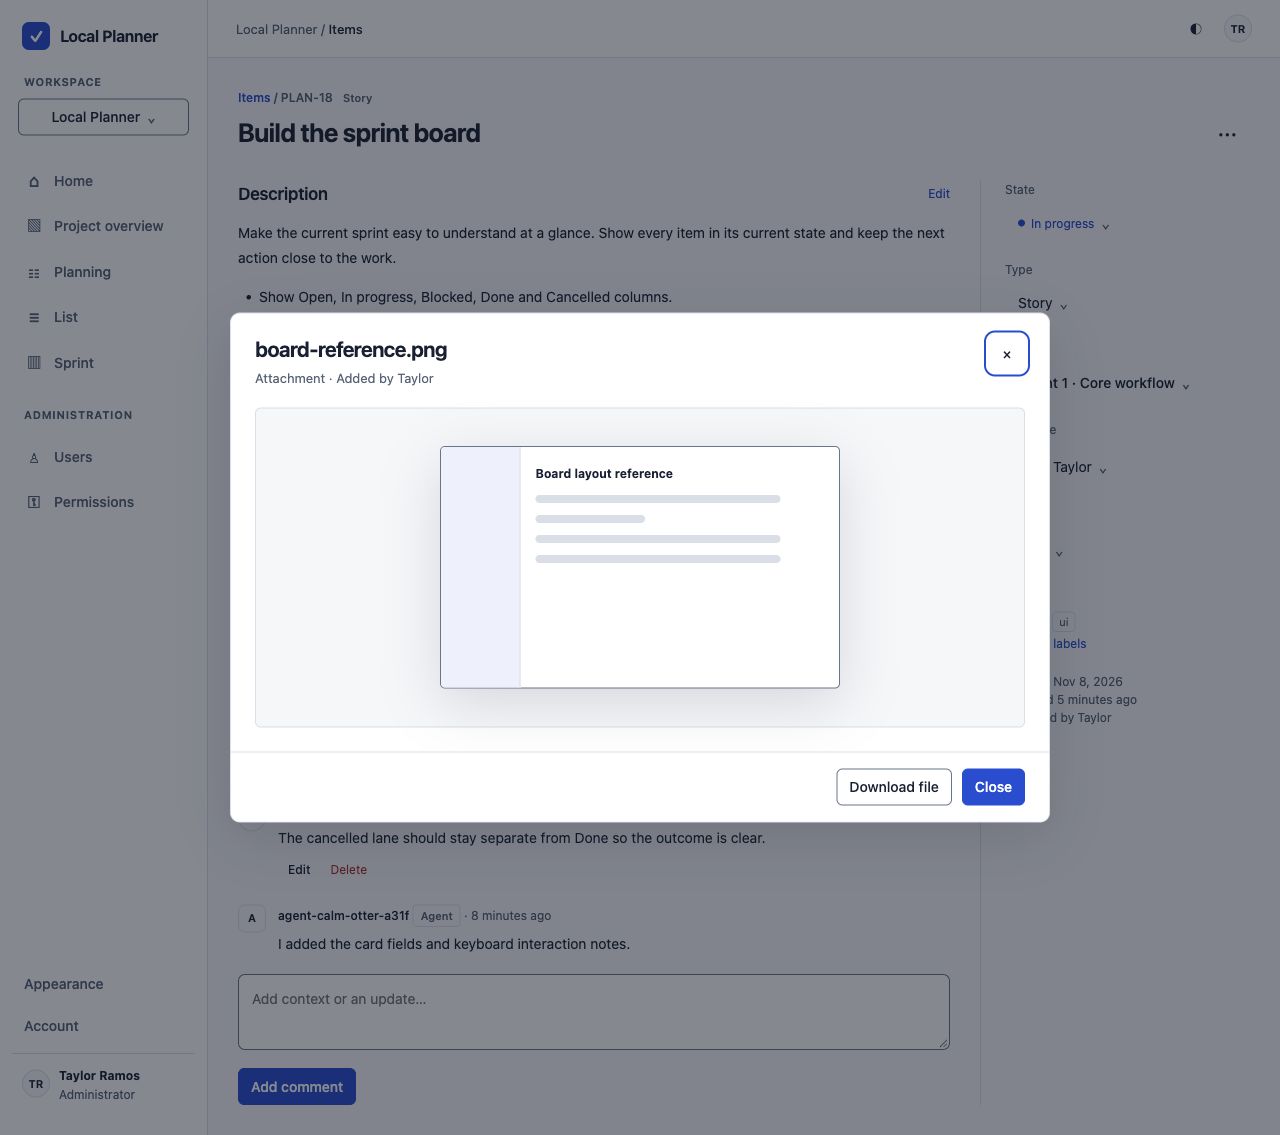 Local Planner
WORKSPACE
Local Planner
Home
Project overview
Planning
List
Sprint
ADMINISTRATION
Users
Permissions
Appearance
Account
TR
Taylor Ramos
Administrator
Local Planner / Items
TR
Items / PLAN-18 Story
Build the sprint board
Description
Edit
Make the current sprint easy to understand at a glance. Show every item in its current state and keep the next
action close to the work.
• Show Open, In progress, Blocked, Done and Cancelled columns.
board-reference.png
Attachment · Added by Taylor
×
Board layout reference
Download file
Close
The cancelled lane should stay separate from Done so the outcome is clear.
Edit
Delete
A
agent-calm-otter-a31f Agent · 8 minutes ago
I added the card fields and keyboard interaction notes.
Add context or an update...
Add comment
State
In progress
Type
Story
1 · Core workflow
Taylor
ui
labels
Nov 8, 2026
5 minutes ago
by Taylor